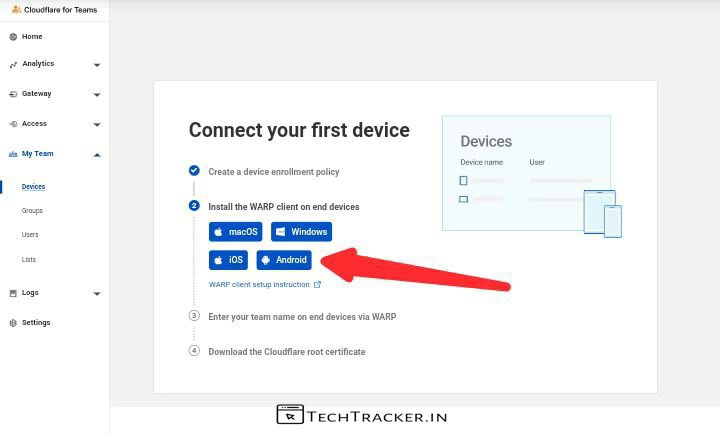 Cloudflare for Teams
Home
Analytics
Gateway
Access
My Team
Devices
Groups
Users
Lists
Logs
Settings
Connect your first device
Create a device enrollment policy
2 Install the WARP client on end devices
macOS Windows
iOS Android
WARP client setup instruction
3 Enter your team name on end devices via WARP
4 Download the Cloudflare root certificate
Devices
Device name User
TECHTRACKER.IN